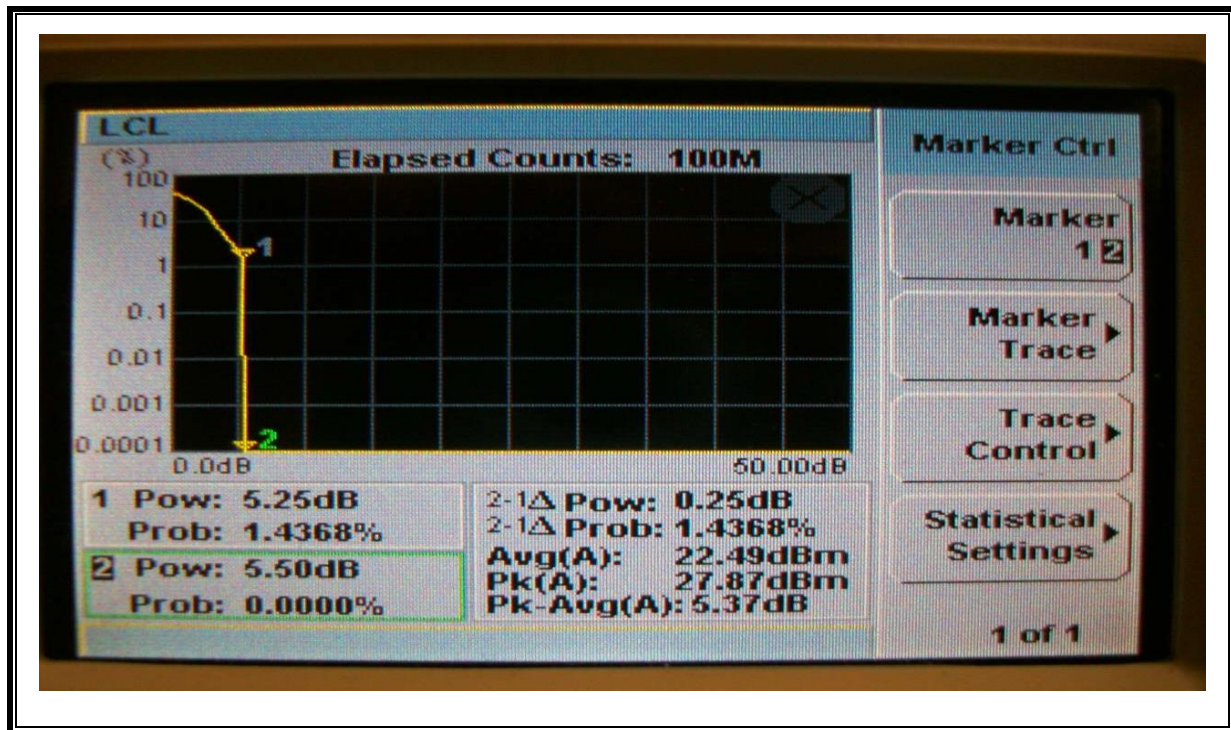 LCL
(%)
Elapsed Counts: 100M
100
10
1
0.1
0.01
0.001
0.0001
1
2
0.0dB
50.00dB
1 Pow: 5.25dB
Prob: 1.4368%
2 Pow: 5.50dB
Prob: 0.0000%
2-1Δ Pow: 0.25dB
2-1Δ Prob: 1.4368%
Avg(A): 22.49dBm
Pk(A): 27.87dBm
Pk-Avg(A): 5.37dB
Marker Ctrl
Marker
1 2
Marker
Trace
Trace
Control
Statistical
Settings
1 of 1